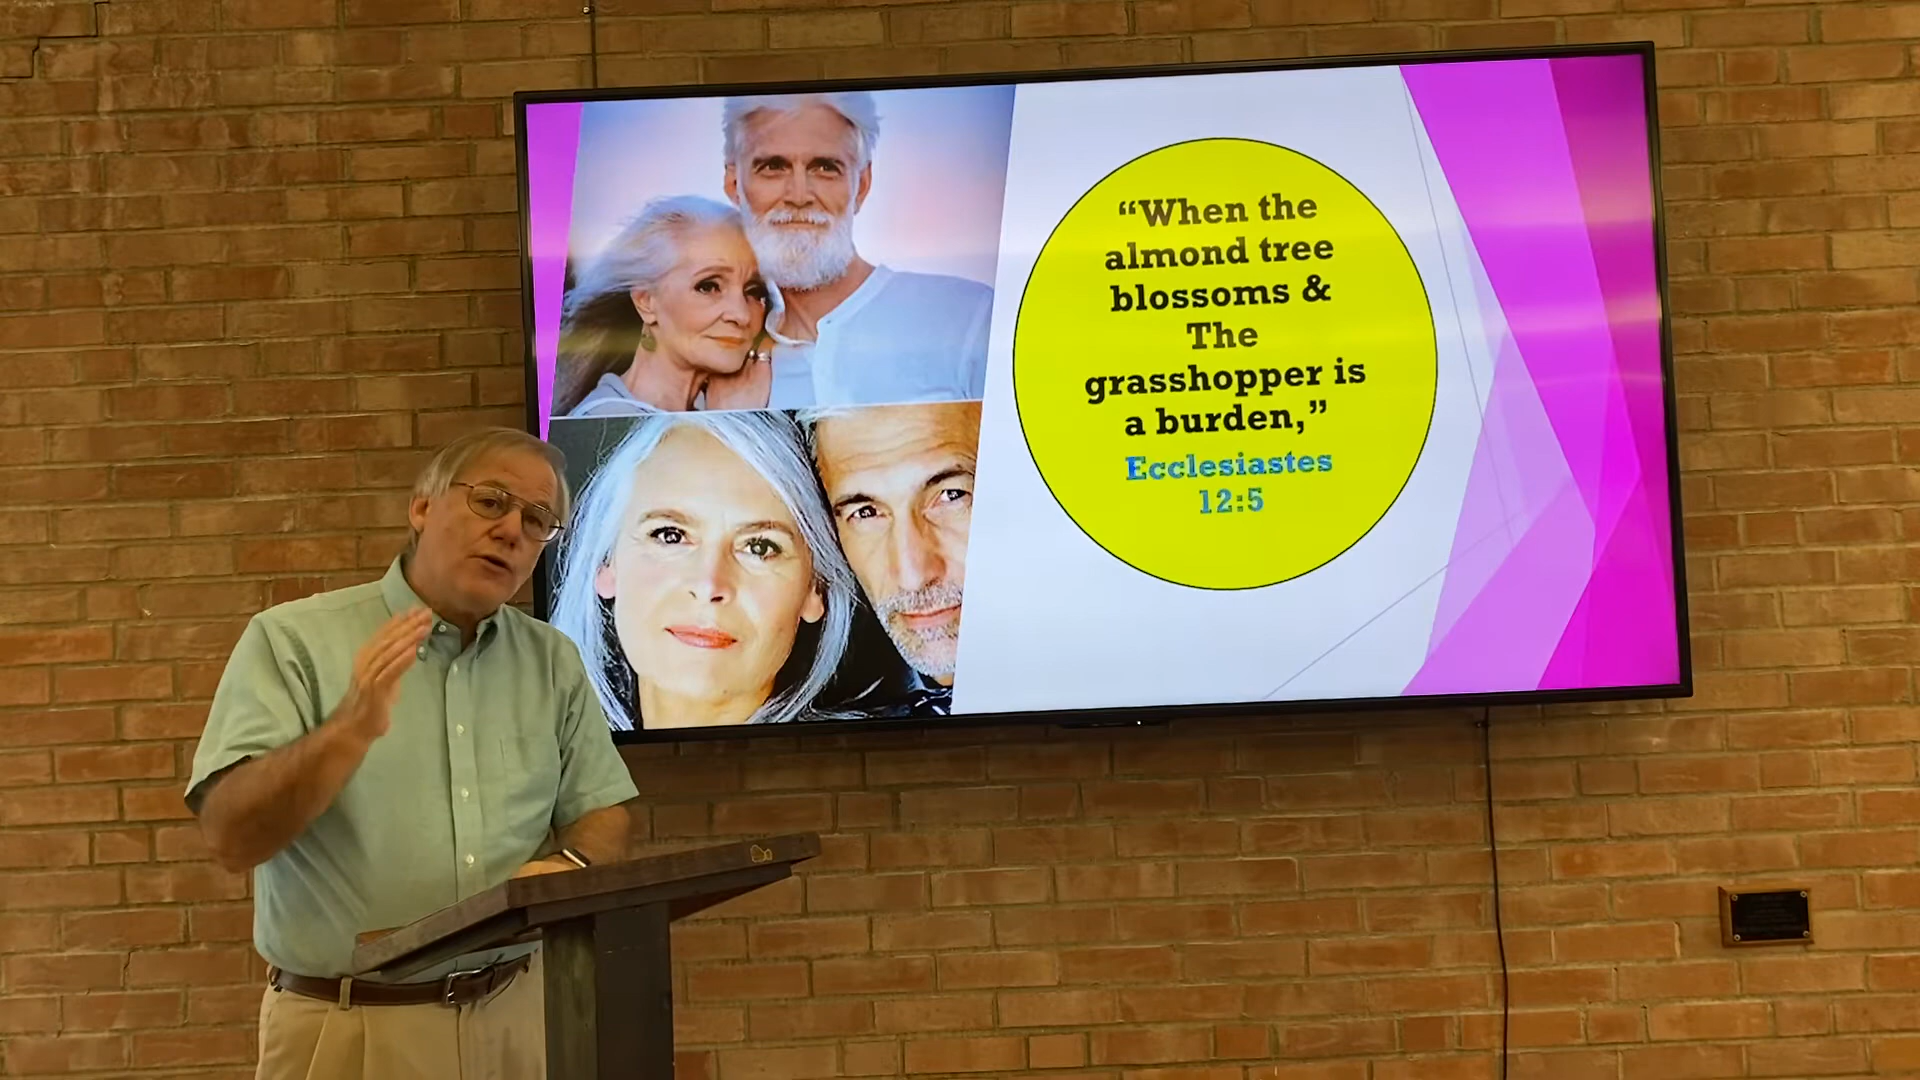 “When the
almond tree
blossoms &
The
grasshopper is
a burden,”
Ecclesiastes
12:5